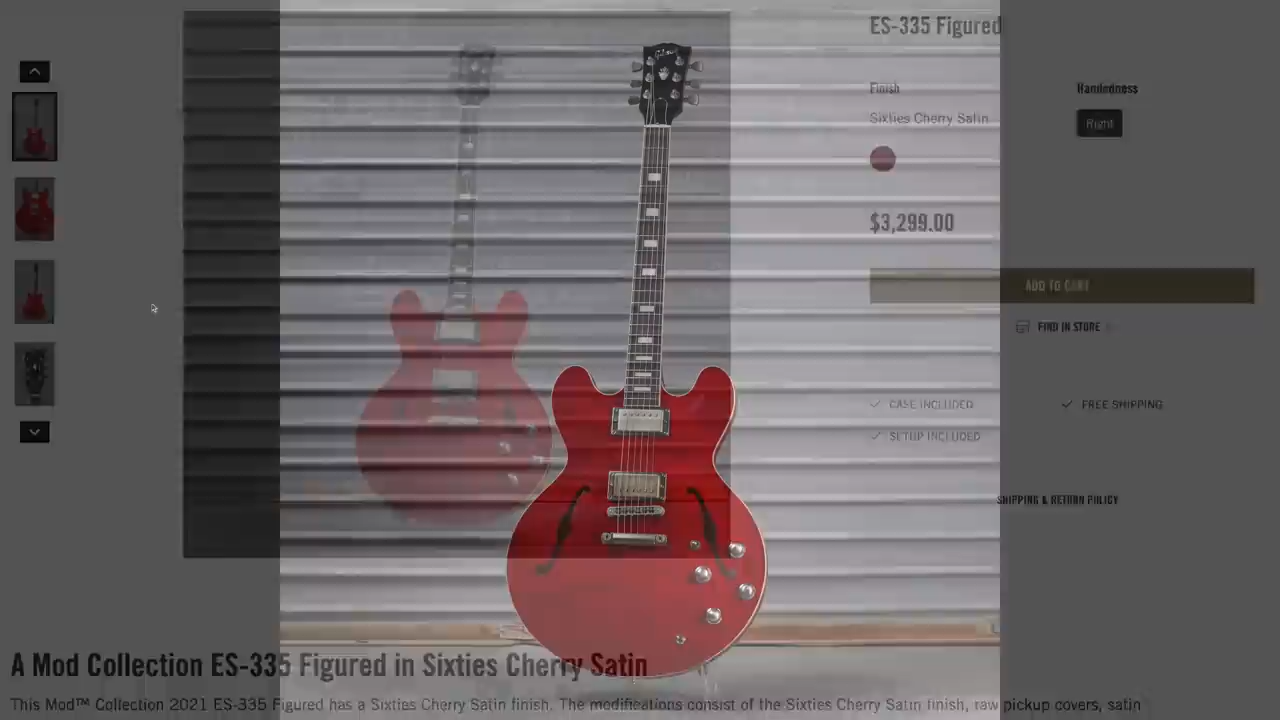 ES-335 Figured
Finish
Handedness
Sixties Cherry Satin
Right
$3,299.00
ADD TO CART
FIND IN STORE
CASE INCLUDED
FREE SHIPPING
SETUP INCLUDED
SHIPPING & RETURN POLICY
Gibson
A Mod Collection ES-335 Figured in Sixties Cherry Satin
This Mod™ Collection 2021 ES-335 Figured has a Sixties Cherry Satin finish. The modifications consist of the Sixties Cherry Satin finish, raw pickup covers, satin